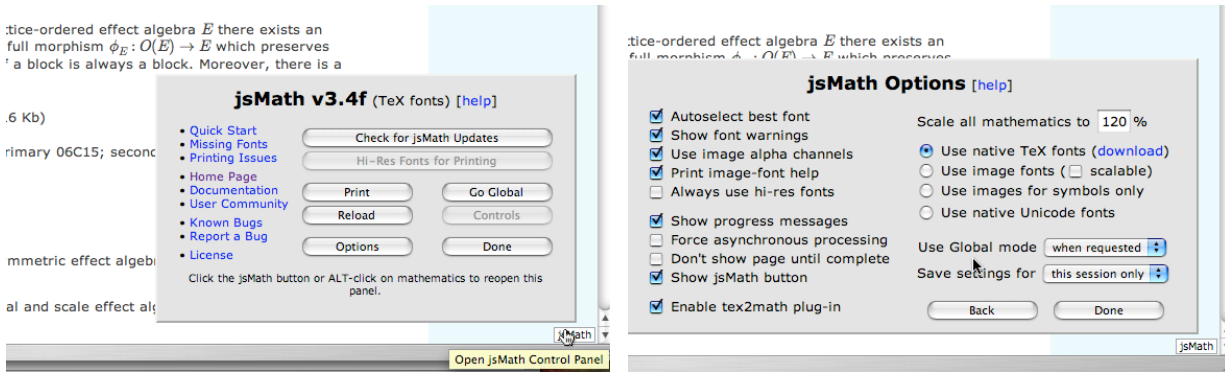 :tice-ordered effect algebra E there exists an
full morphism ϕ_E : O(E) → E which preserves
f a block is always a block. Moreover, there is a
.6 Kb)
rimary 06C15; second
mmetric effect algebr
al and scale effect alg
jsMath v3.4f (TeX fonts) [help]
• Quick Start
• Missing Fonts
• Printing Issues
• Home Page
• Documentation
• User Community
• Known Bugs
• Report a Bug
• License
Check for jsMath Updates
Hi-Res Fonts for Printing
Print Go Global
Reload Controls
Options Done
Click the jsMath button or ALT-click on mathematics to reopen this
panel.
jsMath
Open jsMath Control Panel
:tice-ordered effect algebra E there exists an
full morphism ϕ_E : O(E) → E which preserves
jsMath Options [help]
Autoselect best font
Show font warnings
Use image alpha channels
Print image-font help
Always use hi-res fonts
Show progress messages
Force asynchronous processing
Don't show page until complete
Show jsMath button
Enable tex2math plug-in
Scale all mathematics to 120 %
Use native TeX fonts (download)
Use image fonts ( scalable)
Use images for symbols only
Use native Unicode fonts
Use Global mode when requested
Save settings for this session only
Back Done
jsMath